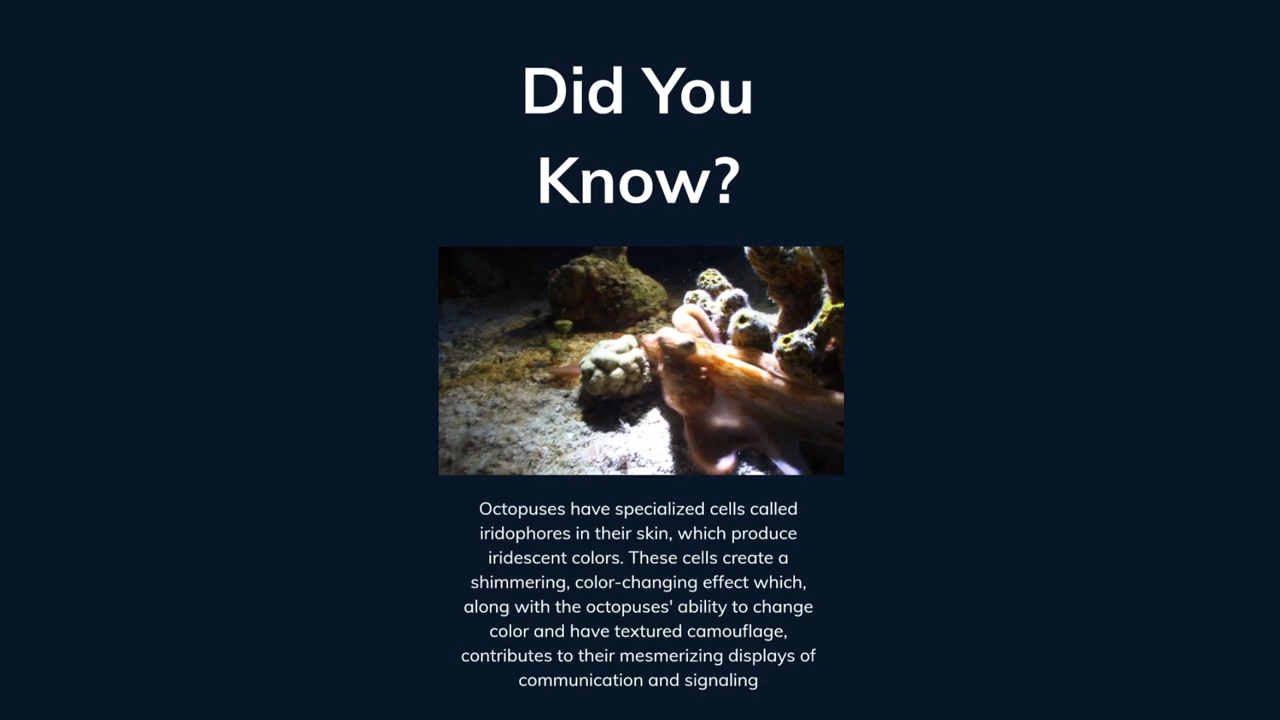 Did You
Know?
Octopuses have specialized cells called
iridophores in their skin, which produce
iridescent colors. These cells create a
shimmering, color-changing effect which,
along with the octopuses' ability to change
color and have textured camouflage,
contributes to their mesmerizing displays of
communication and signaling